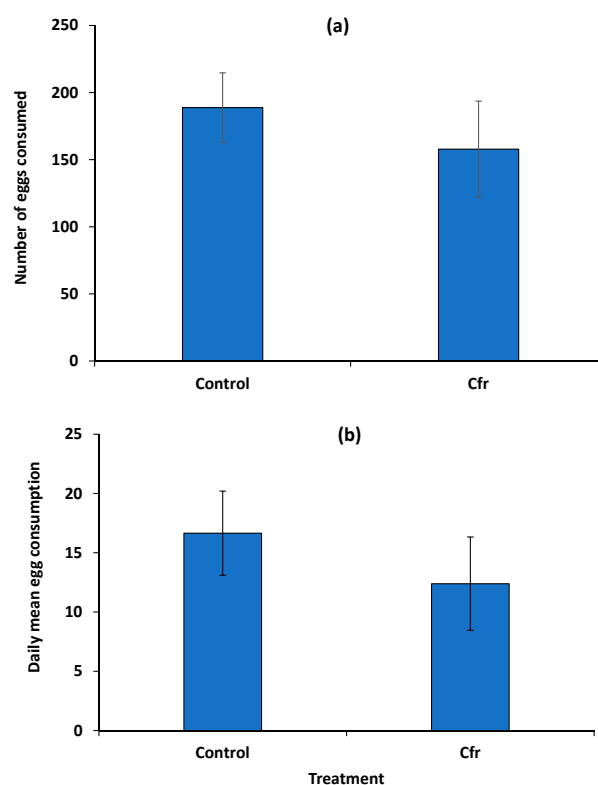 (a)
Number of eggs consumed
250
200
150
100
50
0
Control
Cfr
(b)
Daily mean egg consumption
25
20
15
10
5
0
Control
Cfr
Treatment